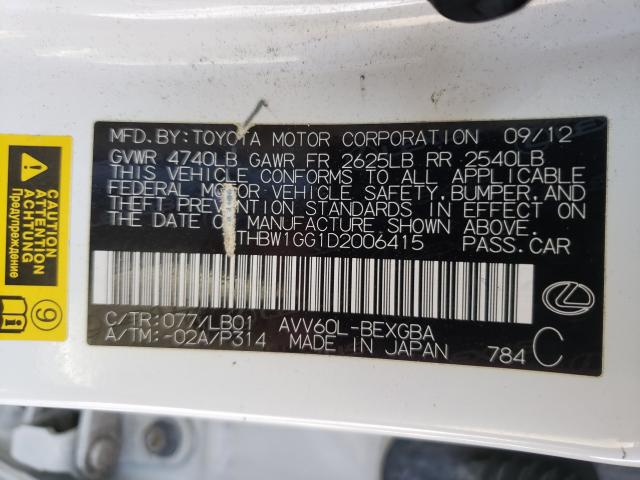 MFD.BY:TOYOTA MOTOR CORPORATION 09/12
GVWR 4740LB GAWR FR 2625LB RR 2540LB
THIS VEHICLE CONFORMS TO ALL APPLICABLE
FEDERAL MOTOR VEHICLE SAFETY, BUMPER, AND
THEFT PREVENTION STANDARDS IN EFFECT ON
THE DATE OF MANUFACTURE SHOWN ABOVE.
JTHBW1GG1D2006415 PASS.CAR
C/TR:077/LB01 AVV60L-BEXGBA
A/TM:-02A/P314 MADE IN JAPAN 784 C
CAUTION
ATTENTION
ACHTUNG
Предупреждение
9